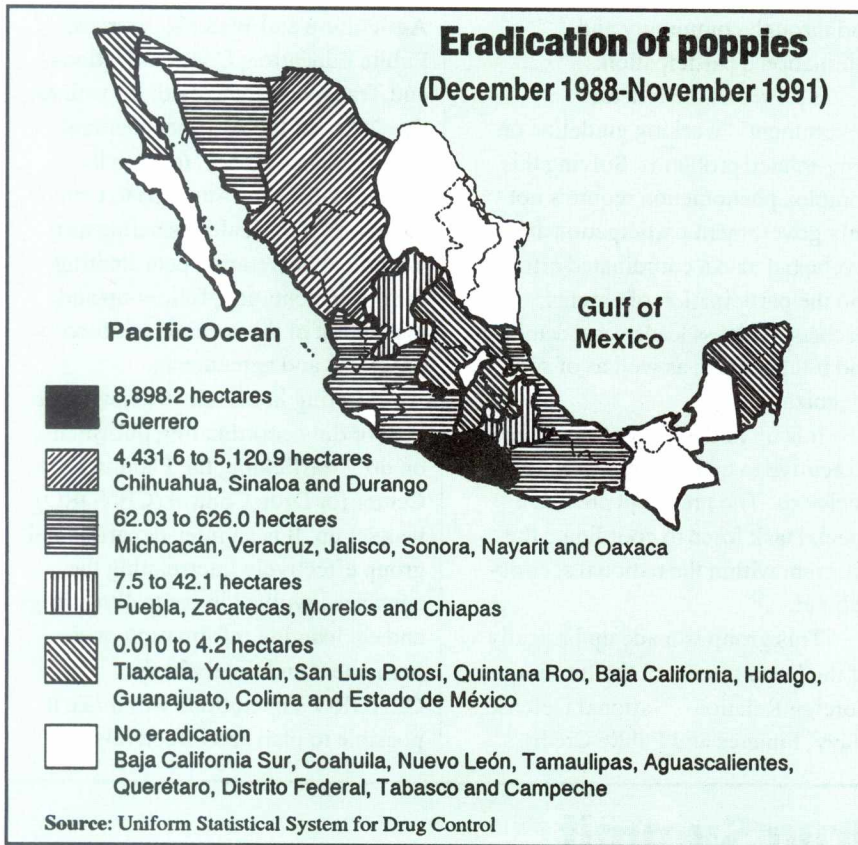 Eradication of poppies
(December 1988-November 1991)
Pacific Ocean
Gulf of
Mexico
8,898.2 hectares
Guerrero
4,431.6 to 5,120.9 hectares
Chihuahua, Sinaloa and Durango
62.03 to 626.0 hectares
Michoacán, Veracruz, Jalisco, Sonora, Nayarit and Oaxaca
7.5 to 42.1 hectares
Puebla, Zacatecas, Morelos and Chiapas
0.010 to 4.2 hectares
Tlaxcala, Yucatán, San Luis Potosí, Quintana Roo, Baja California, Hidalgo,
Guanajuato, Colima and Estado de México
No eradication
Baja California Sur, Coahuila, Nuevo León, Tamaulipas, Aguascalientes,
Querétaro, Distrito Federal, Tabasco and Campeche
Source: Uniform Statistical System for Drug Control